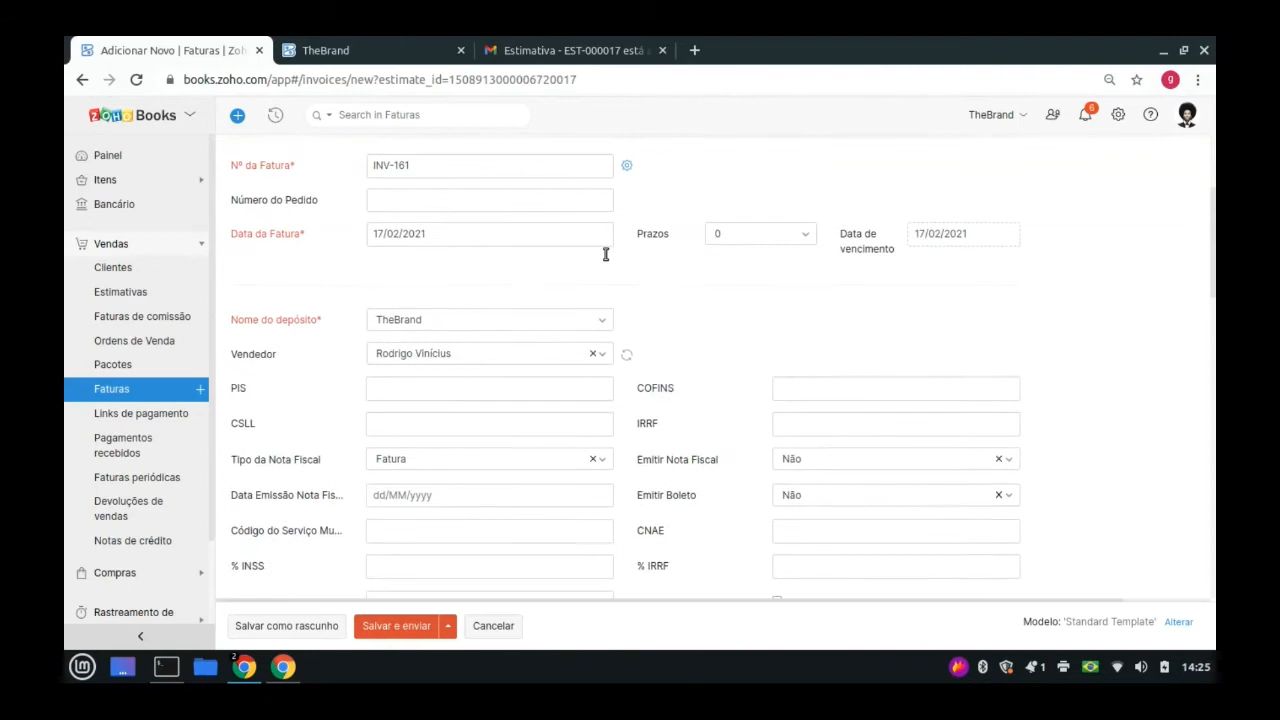 Adicionar Novo | Faturas | Zoh
TheBrand
Estimativa - EST-000017 está a
books.zoho.com/app#/invoices/new?estimate_id=1508913000006720017
ZOHO Books
Search in Faturas
TheBrand
6
Painel
Itens
Bancário
Vendas
Clientes
Estimativas
Faturas de comissão
Ordens de Venda
Pacotes
Faturas
Links de pagamento
Pagamentos
recebidos
Faturas periódicas
Devoluções de
vendas
Notas de crédito
Compras
Rastreamento de
Nº da Fatura*
INV-161
Número do Pedido
Data da Fatura*
17/02/2021
Prazos
0
Data de
vencimento
17/02/2021
Nome do depósito*
TheBrand
Vendedor
Rodrigo Vinícius
PIS
COFINS
CSLL
IRRF
Tipo da Nota Fiscal
Fatura
Emitir Nota Fiscal
Não
Data Emissão Nota Fis...
dd/MM/yyyy
Emitir Boleto
Não
Código do Serviço Mu...
CNAE
% INSS
% IRRF
Salvar como rascunho
Salvar e enviar
Cancelar
Modelo: 'Standard Template'
Alterar
2
1
14:25